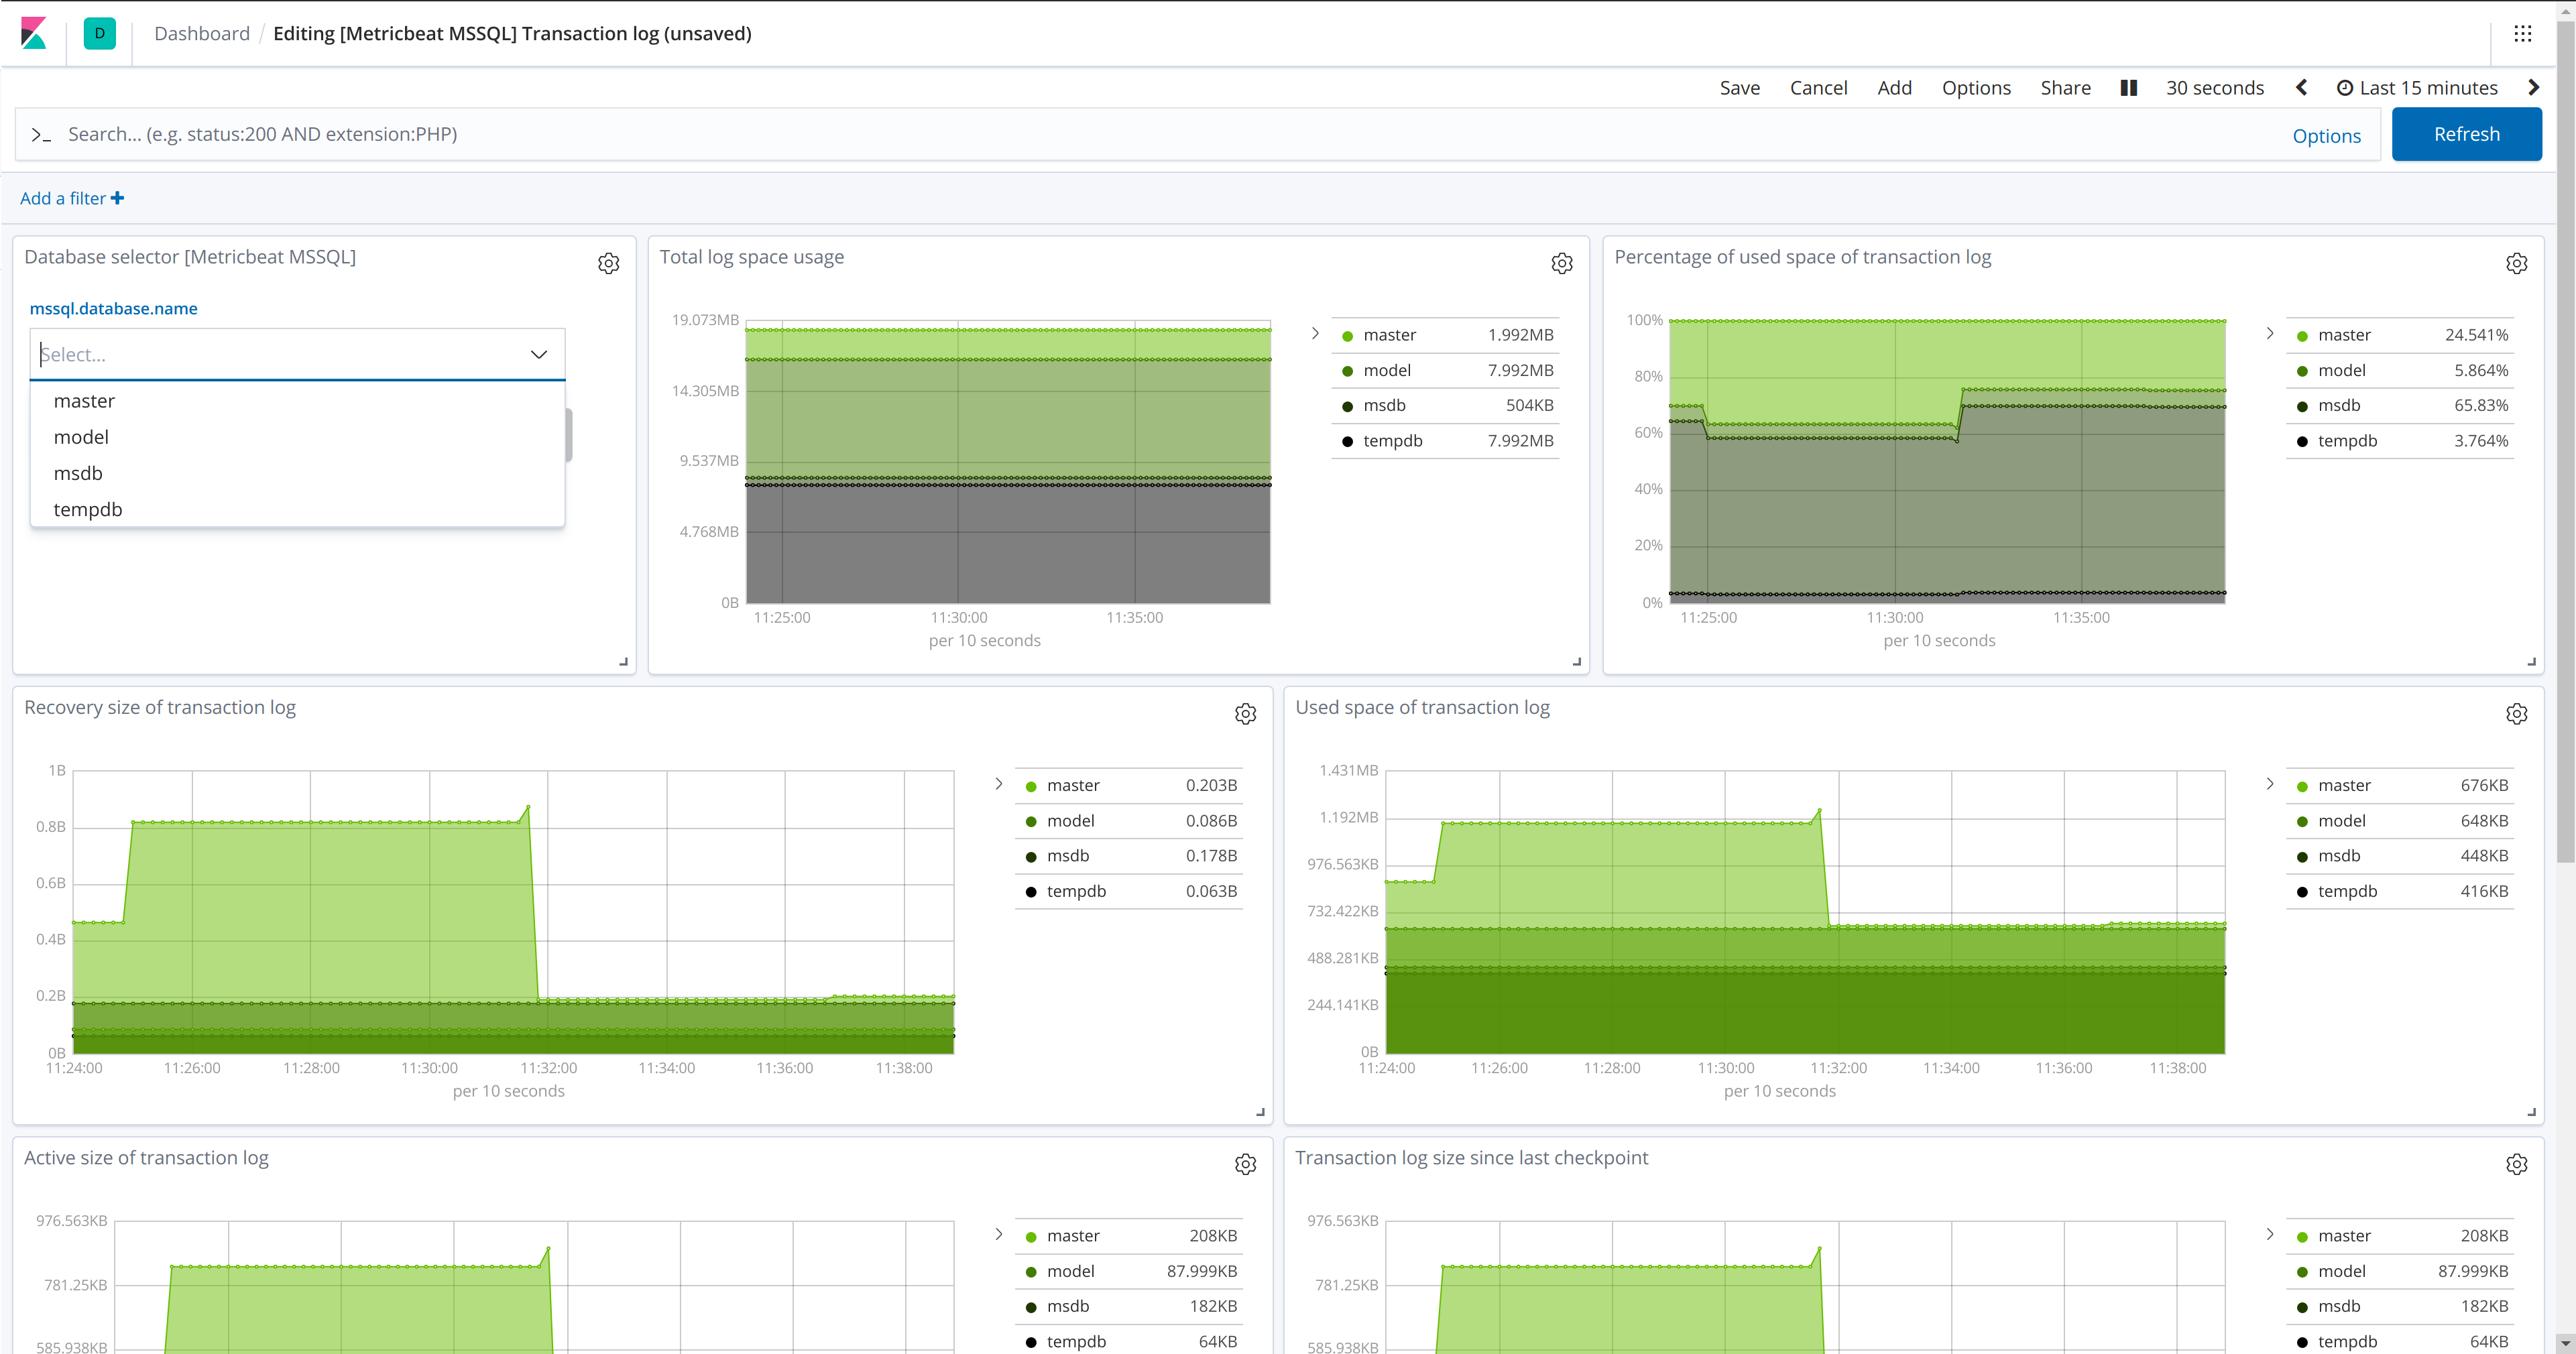 D Dashboard / Editing [Metricbeat MSSQL] Transaction log (unsaved)
Save Cancel Add Options Share 30 seconds Last 15 minutes
>_ Search... (e.g. status:200 AND extension:PHP) Options Refresh
Add a filter +
Database selector [Metricbeat MSSQL]
mssql.database.name
Select...
master
model
msdb
tempdb
Total log space usage
19.073MB
14.305MB
9.537MB
4.768MB
0B
11:25:00 11:30:00 11:35:00
per 10 seconds
master 1.992MB
model 7.992MB
msdb 504KB
tempdb 7.992MB
Percentage of used space of transaction log
100%
80%
60%
40%
20%
0%
11:25:00 11:30:00 11:35:00
per 10 seconds
master 24.541%
model 5.864%
msdb 65.83%
tempdb 3.764%
Recovery size of transaction log
1B
0.8B
0.6B
0.4B
0.2B
0B
11:24:00 11:26:00 11:28:00 11:30:00 11:32:00 11:34:00 11:36:00 11:38:00
per 10 seconds
master 0.203B
model 0.086B
msdb 0.178B
tempdb 0.063B
Used space of transaction log
1.431MB
1.192MB
976.563KB
732.422KB
488.281KB
244.141KB
0B
11:24:00 11:26:00 11:28:00 11:30:00 11:32:00 11:34:00 11:36:00 11:38:00
per 10 seconds
master 676KB
model 648KB
msdb 448KB
tempdb 416KB
Active size of transaction log
976.563KB
781.25KB
585.938KB
master 208KB
model 87.999KB
msdb 182KB
tempdb 64KB
Transaction log size since last checkpoint
976.563KB
781.25KB
585.938KB
master 208KB
model 87.999KB
msdb 182KB
tempdb 64KB